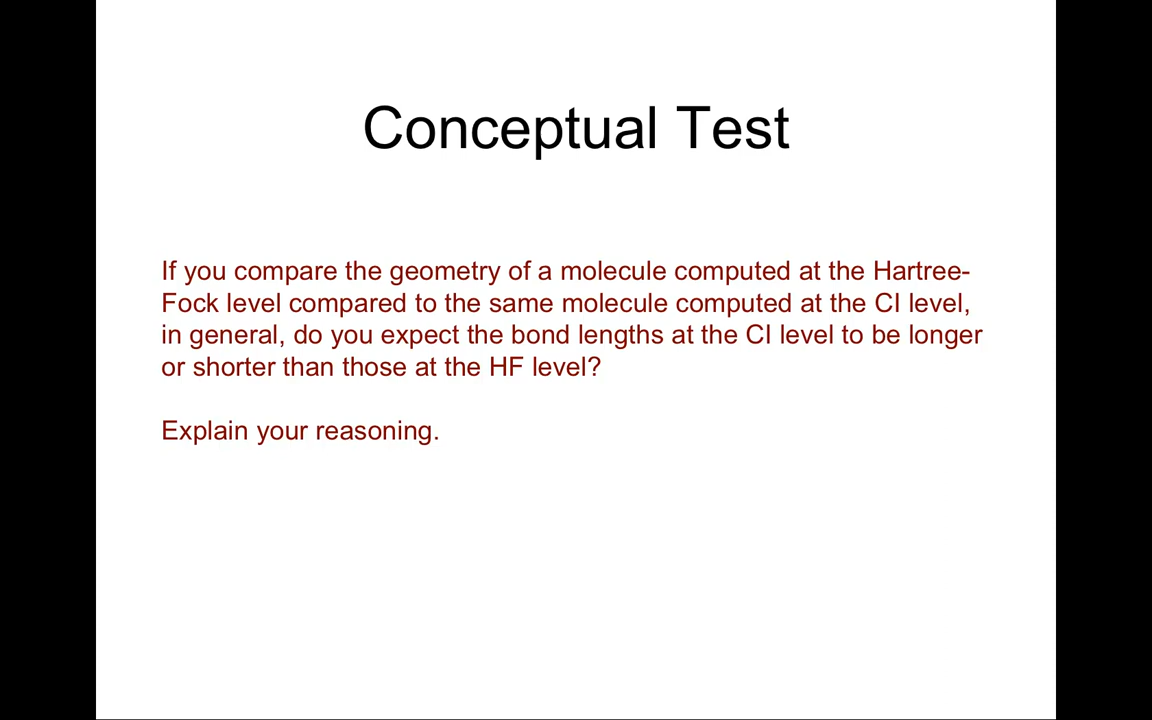 Conceptual Test
If you compare the geometry of a molecule computed at the Hartree-
Fock level compared to the same molecule computed at the CI level,
in general, do you expect the bond lengths at the CI level to be longer
or shorter than those at the HF level?
Explain your reasoning.